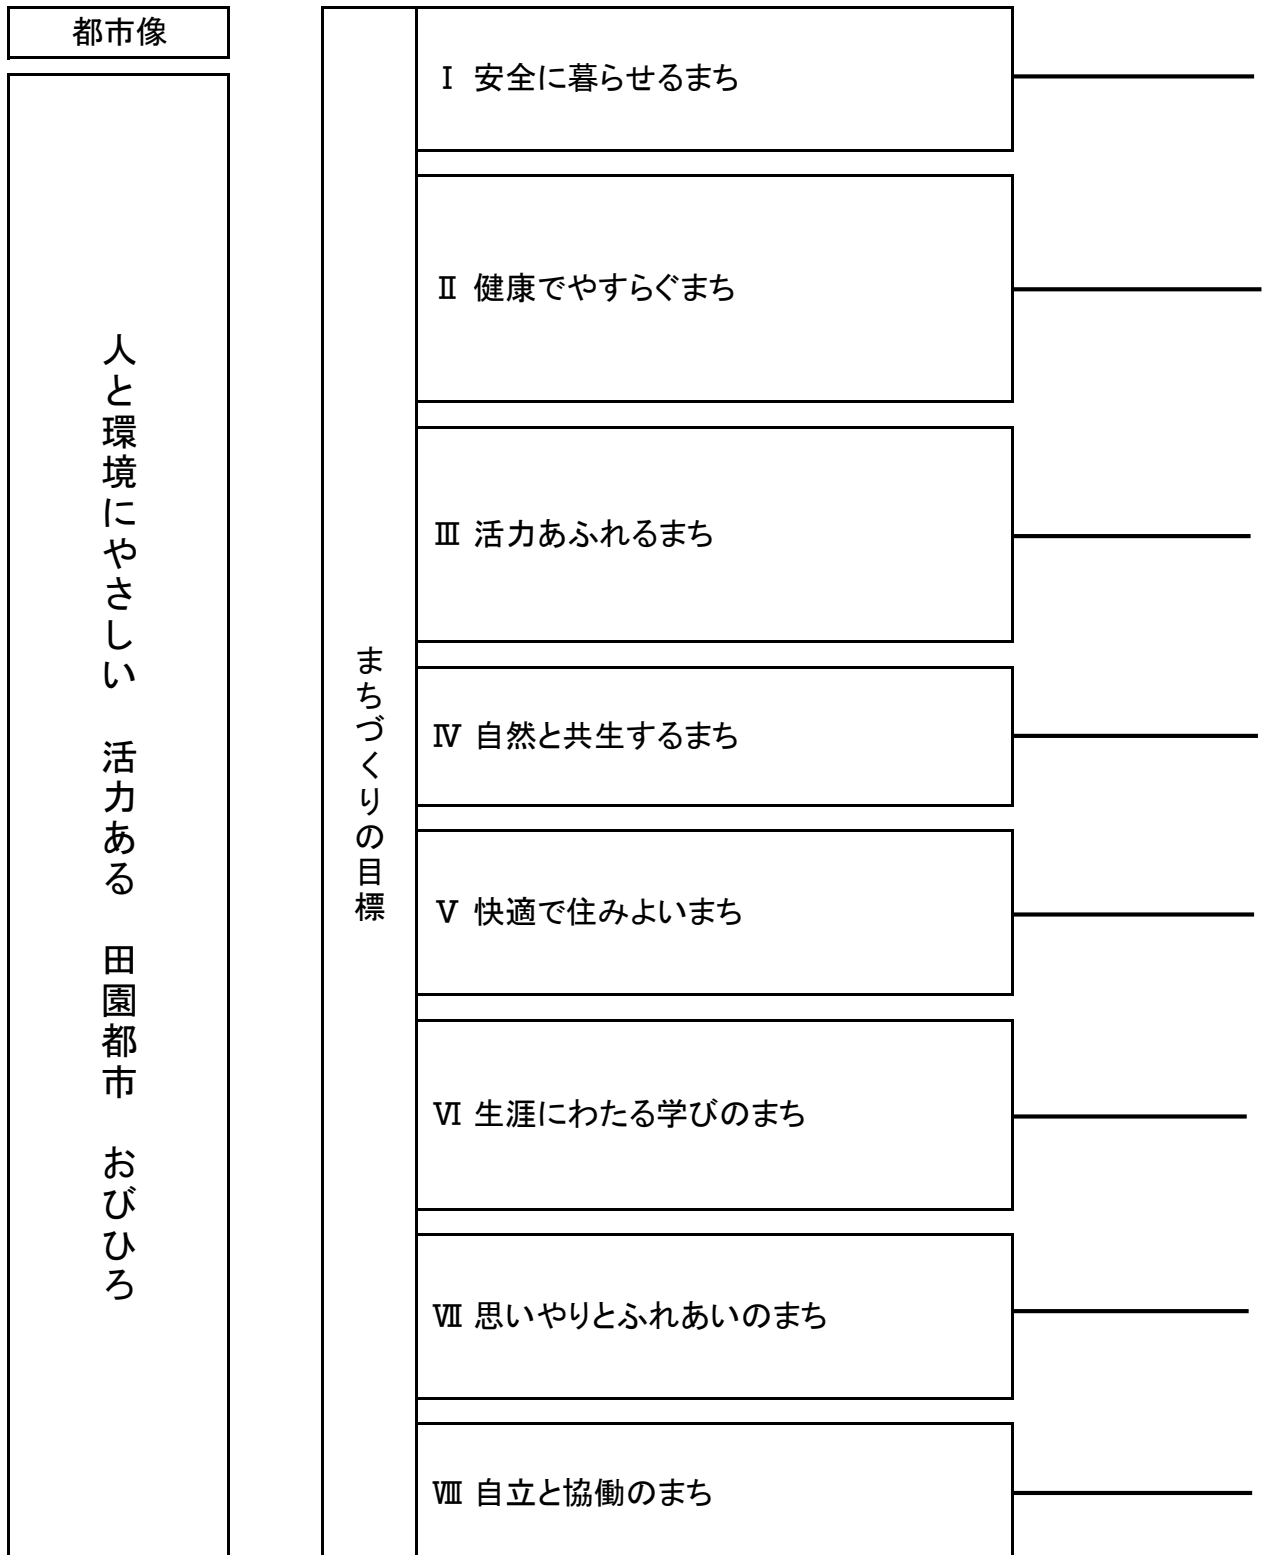 都市像
人と環境にやさしい　活力ある　田園都市　おびひろ
まちづくりの目標
Ⅰ 安全に暮らせるまち
Ⅱ 健康でやすらぐまち
Ⅲ 活力あふれるまち
Ⅳ 自然と共生するまち
Ⅴ 快適で住みよいまち
Ⅵ 生涯にわたる学びのまち
Ⅶ 思いやりとふれあいのまち
Ⅷ 自立と協働のまち